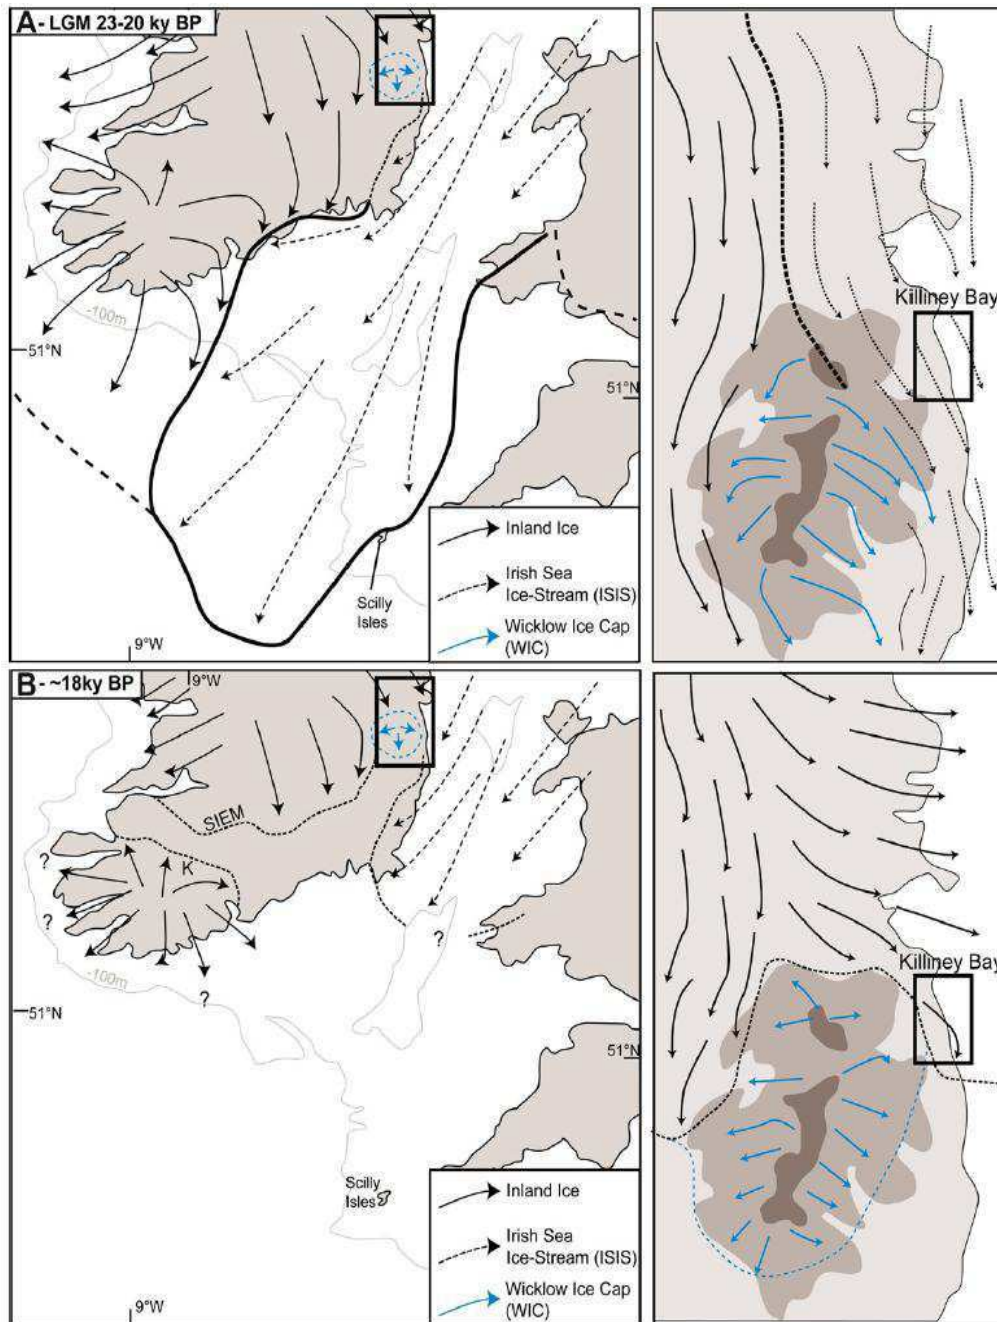 A - LGM 23-20 ky BP
-100m
51°N
51°N
9°W
Scilly
Isles
Inland Ice
Irish Sea
Ice-Stream (ISIS)
Wicklow Ice Cap
(WIC)
Killiney Bay
B - ~18ky BP
9°W
SIEM
K
?
?
?
?
-100m
51°N
51°N
9°W
Scilly
Isles
Inland Ice
Irish Sea
Ice-Stream (ISIS)
Wicklow Ice Cap
(WIC)
Killiney Bay